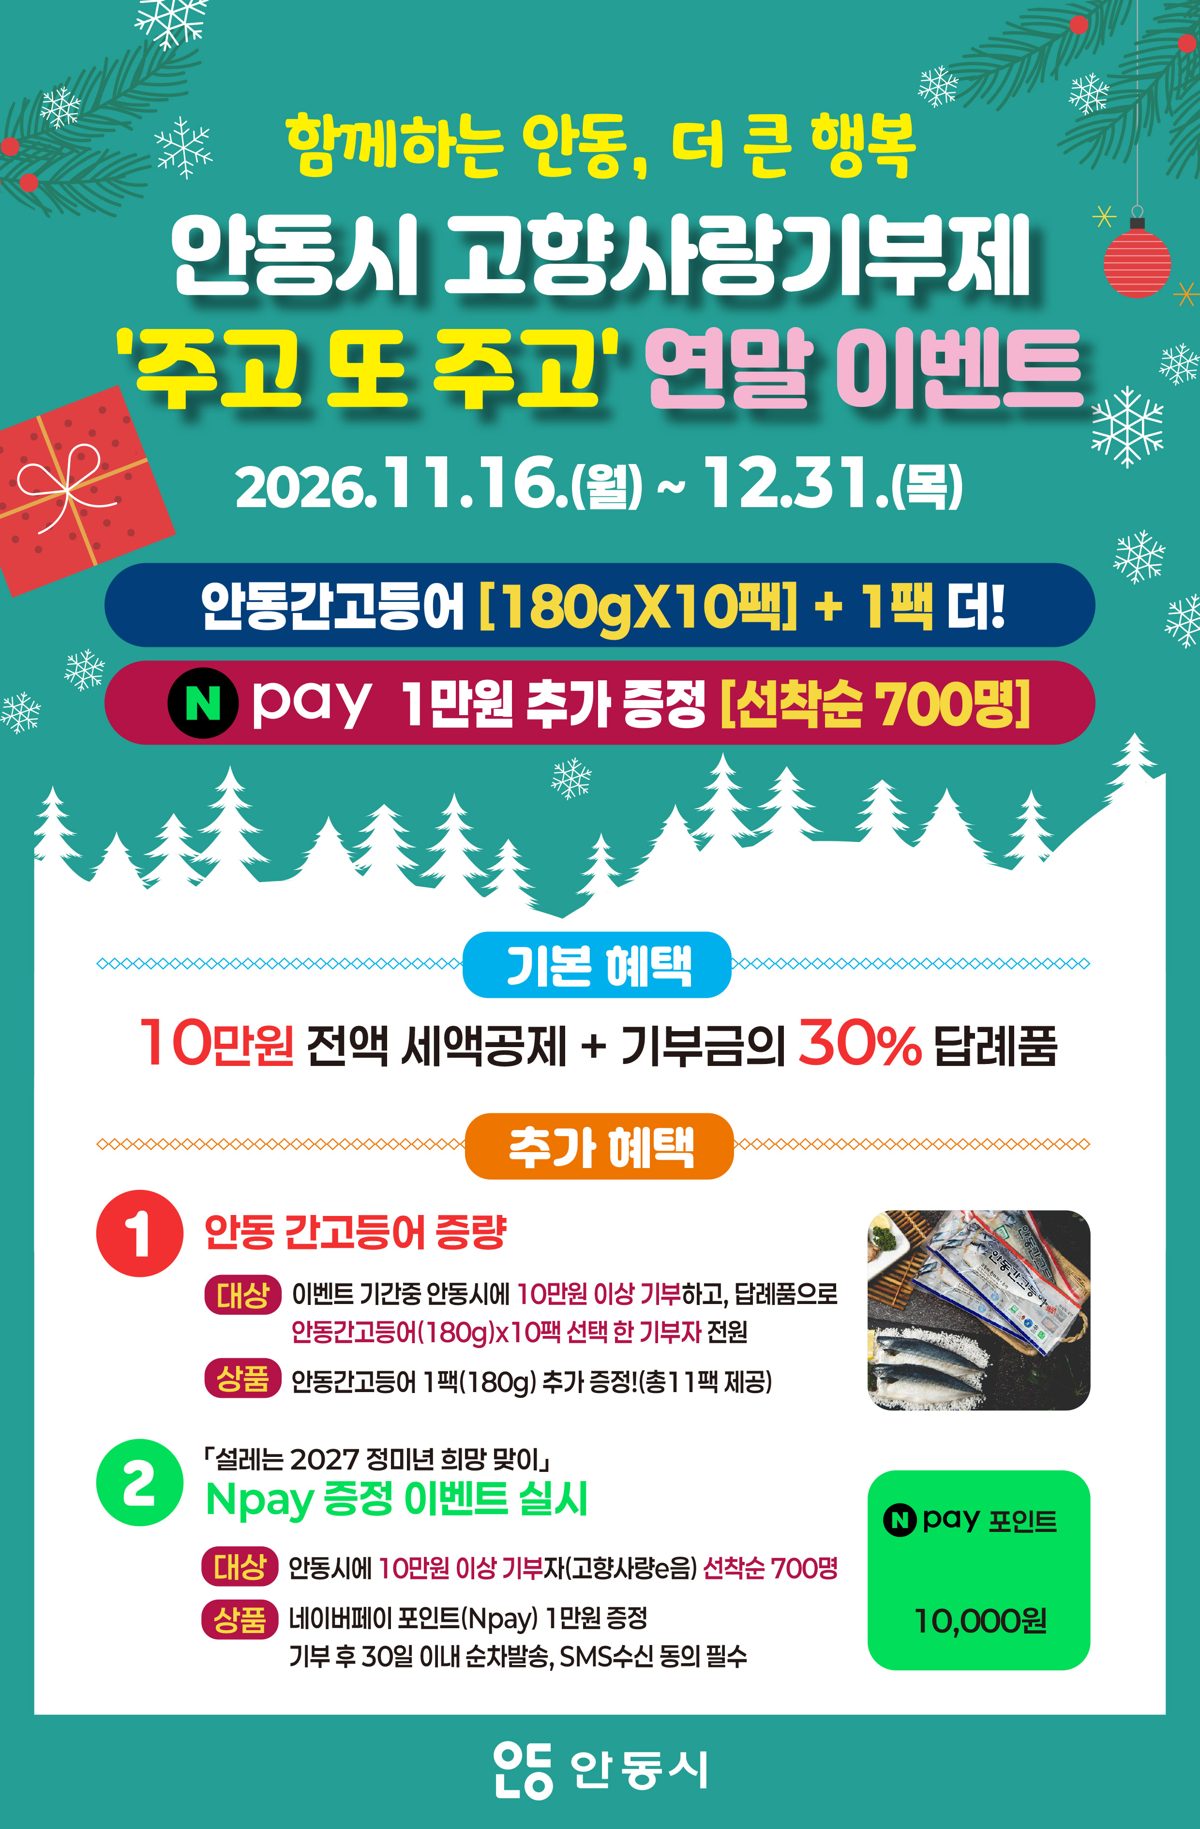 함께하는 안동, 더 큰 행복
안동시 고향사랑기부제
'주고 또 주고' 연말 이벤트
2026.11.16.(월) ~ 12.31.(목)
안동간고등어 [180gX10팩] + 1팩 더!
N pay 1만원 추가 증정 [선착순 700명]
기본 혜택
10만원 전액 세액공제 + 기부금의 30% 답례품
추가 혜택
1 안동 간고등어 증량
대상 이벤트 기간중 안동시에 10만원 이상 기부하고, 답례품으로
안동간고등어(180g)x10팩 선택 한 기부자 전원
상품 안동간고등어 1팩(180g) 추가 증정!(총11팩 제공)
안동간고등어
안동간고등어
2 「설레는 2027 정미년 희망 맞이」
Npay 증정 이벤트 실시
대상 안동시에 10만원 이상 기부자(고향사랑e음) 선착순 700명
상품 네이버페이 포인트(Npay) 1만원 증정
기부 후 30일 이내 순차발송, SMS수신 동의 필수
N pay 포인트
10,000원
안동 안동시